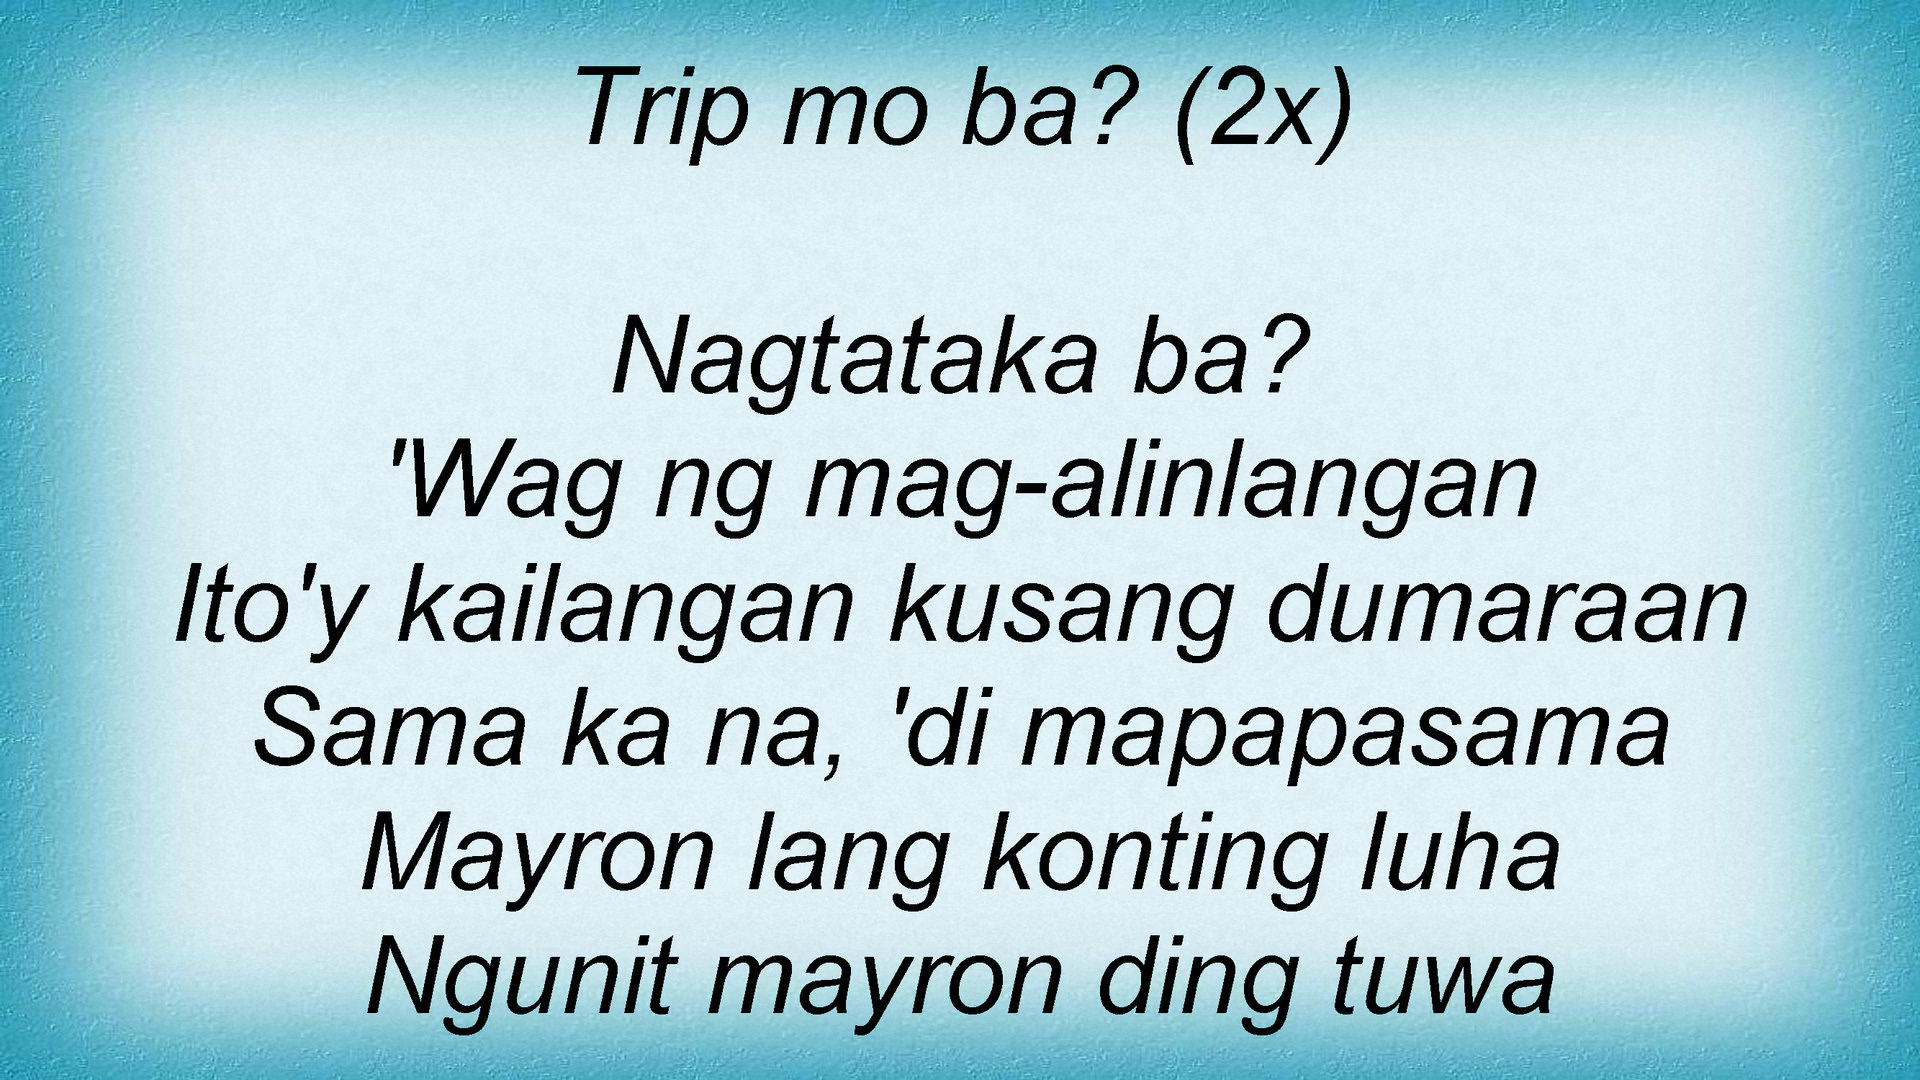 Trip mo ba? (2x)
Nagtataka ba?
'Wag ng mag-alinlangan
Ito'y kailangan kusang dumaraan
Sama ka na, 'di mapapasama
Mayron lang konting luha
Ngunit mayron ding tuwa